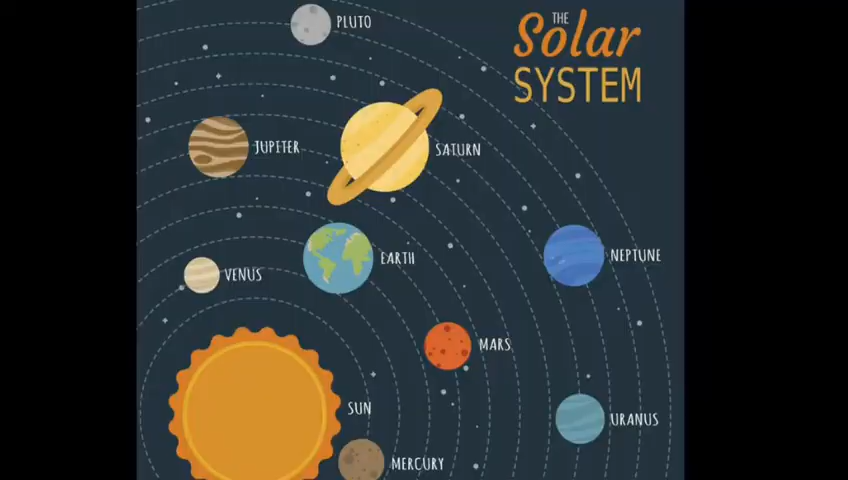 PLUTO
THE
Solar
SYSTEM
JUPITER
SATURN
EARTH
NEPTUNE
VENUS
MARS
SUN
URANUS
MERCURY